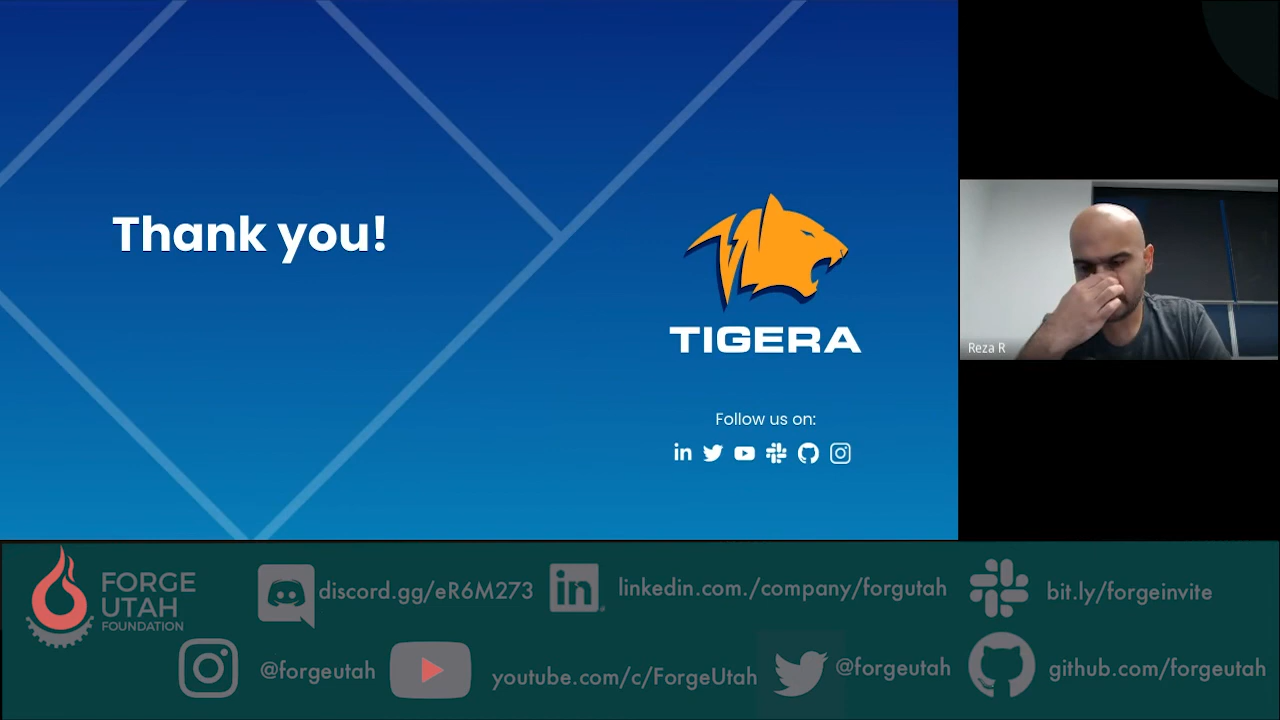 Thank you!
TIGERA
Follow us on:
Reza R
FORGE
UTAH
FOUNDATION
discord.gg/eR6M273
linkedin.com./company/forgutah
bit.ly/forgeinvite
@forgeutah
youtube.com/c/ForgeUtah
@forgeutah
github.com/forgeutah